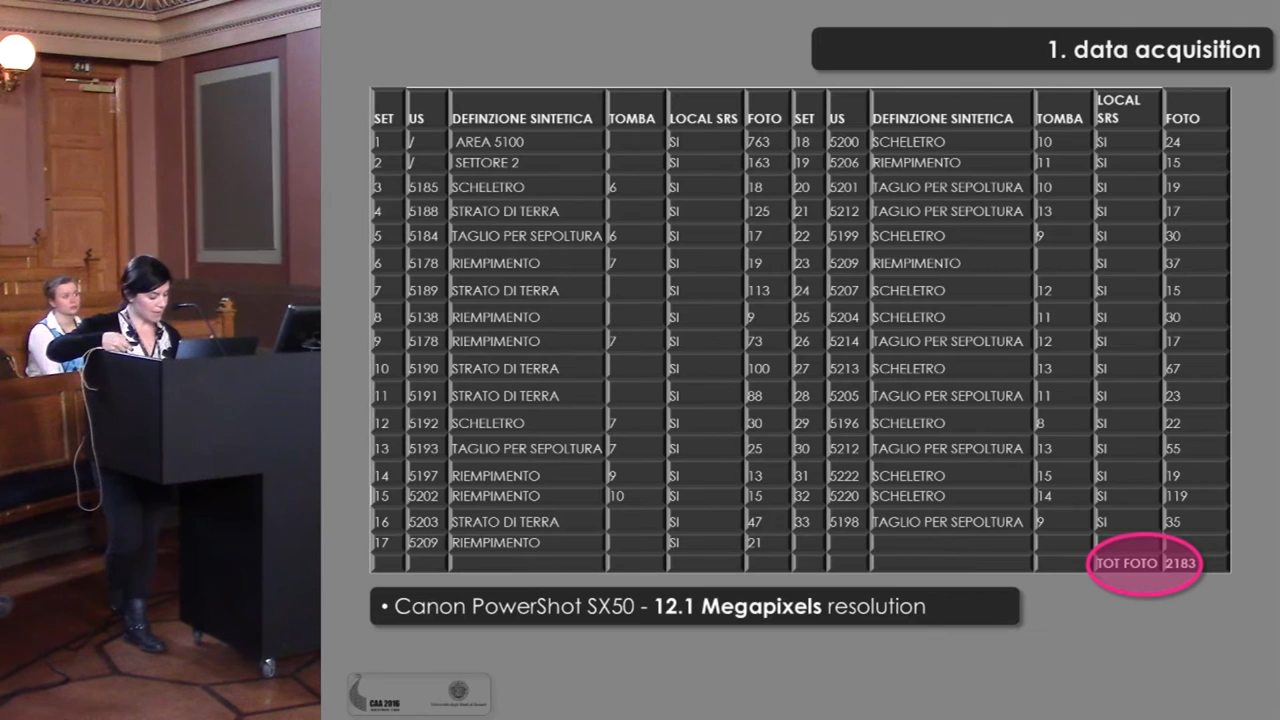 1. data acquisition
SET US DEFINZIONE SINTETICA TOMBA LOCAL SRS FOTO SET US DEFINZIONE SINTETICA TOMBA LOCAL SRS FOTO
1 / AREA 5100 SI 763 18 5200 SCHELETRO 10 SI 24
2 / SETTORE 2 SI 163 19 5206 RIEMPIMENTO 11 SI 15
3 5185 SCHELETRO 6 SI 18 20 5201 TAGLIO PER SEPOLTURA 10 SI 19
4 5188 STRATO DI TERRA SI 125 21 5212 TAGLIO PER SEPOLTURA 13 SI 17
5 5184 TAGLIO PER SEPOLTURA 6 SI 17 22 5199 SCHELETRO 9 SI 30
6 5178 RIEMPIMENTO 7 SI 19 23 5209 RIEMPIMENTO SI 37
7 5189 STRATO DI TERRA SI 113 24 5207 SCHELETRO 12 SI 15
8 5138 RIEMPIMENTO SI 9 25 5204 SCHELETRO 11 SI 30
9 5178 RIEMPIMENTO 7 SI 73 26 5214 TAGLIO PER SEPOLTURA 12 SI 17
10 5190 STRATO DI TERRA SI 100 27 5213 SCHELETRO 13 SI 67
11 5191 STRATO DI TERRA SI 88 28 5205 TAGLIO PER SEPOLTURA 11 SI 23
12 5192 SCHELETRO 7 SI 30 29 5196 SCHELETRO 8 SI 22
13 5193 TAGLIO PER SEPOLTURA 7 SI 25 30 5212 TAGLIO PER SEPOLTURA 13 SI 55
14 5197 RIEMPIMENTO 9 SI 13 31 5222 SCHELETRO 15 SI 19
15 5202 RIEMPIMENTO 10 SI 15 32 5220 SCHELETRO 14 SI 119
16 5203 STRATO DI TERRA SI 47 33 5198 TAGLIO PER SEPOLTURA 9 SI 35
17 5209 RIEMPIMENTO SI 21
TOT FOTO 2183
• Canon PowerShot SX50 - 12.1 Megapixels resolution
CAA 2016